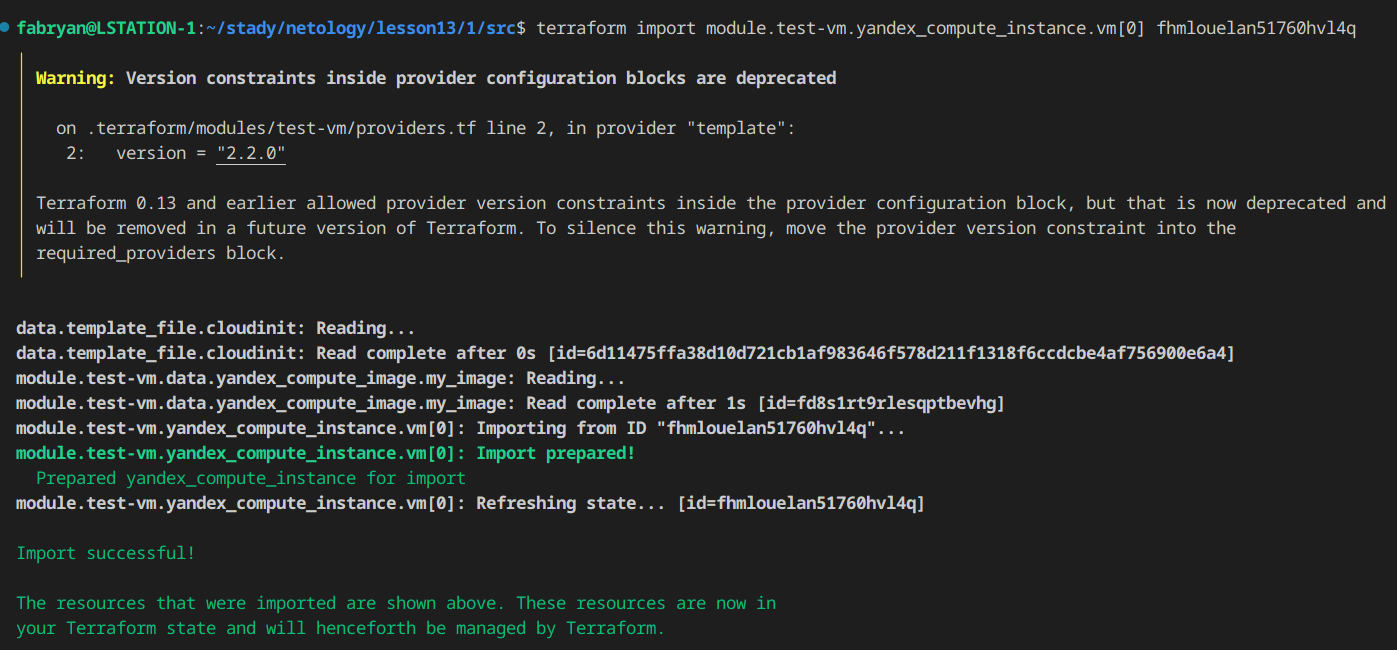 fabryan@LSTATION-1:~/stady/netology/lesson13/1/src$ terraform import module.test-vm.yandex_compute_instance.vm[0] fhmlouelan51760hvl4q
Warning: Version constraints inside provider configuration blocks are deprecated
on .terraform/modules/test-vm/providers.tf line 2, in provider "template":
2: version = "2.2.0"
Terraform 0.13 and earlier allowed provider version constraints inside the provider configuration block, but that is now deprecated and
will be removed in a future version of Terraform. To silence this warning, move the provider version constraint into the
required_providers block.
data.template_file.cloudinit: Reading...
data.template_file.cloudinit: Read complete after 0s [id=6d11475ffa38d10d721cb1af983646f578d211f1318f6ccdcbe4af756900e6a4]
module.test-vm.data.yandex_compute_image.my_image: Reading...
module.test-vm.data.yandex_compute_image.my_image: Read complete after 1s [id=fd8s1rt9rlesqptbevhg]
module.test-vm.yandex_compute_instance.vm[0]: Importing from ID "fhmlouelan51760hvl4q"...
module.test-vm.yandex_compute_instance.vm[0]: Import prepared!
Prepared yandex_compute_instance for import
module.test-vm.yandex_compute_instance.vm[0]: Refreshing state... [id=fhmlouelan51760hvl4q]
Import successful!
The resources that were imported are shown above. These resources are now in
your Terraform state and will henceforth be managed by Terraform.